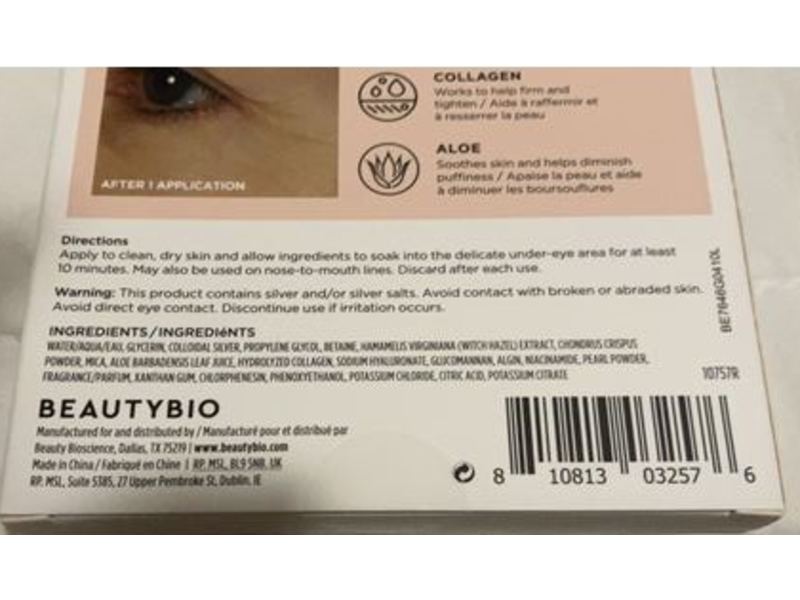 COLLAGEN
Works to help firm and
tighten / Aide à raffermir et
à resserrer la peau
ALOE
Soothes skin and helps diminish
puffiness / Apaise la peau et aide
à diminuer les boursouflures
AFTER 1 APPLICATION
Directions
Apply to clean, dry skin and allow ingredients to soak into the delicate under-eye area for at least
10 minutes. May also be used on nose-to-mouth lines. Discard after each use.
Warning: This product contains silver and/or silver salts. Avoid contact with broken or abraded skin.
Avoid direct eye contact. Discontinue use if irritation occurs.
BE7646G0410L
INGREDIENTS/INGREDIéNTS
WATER/AQUA/EAU, GLYCERIN, COLLOIDAL SILVER, PROPYLENE GLYCOL, BETAINE, HAMAMELIS VIRGINIANA (WITCH HAZEL) EXTRACT, CHONDRUS CRISPUS
POWDER, MICA, ALOE BARBADENSIS LEAF JUICE, HYDROLYZED COLLAGEN, SODIUM HYALURONATE, GLUCOMANNAN, ALGIN, NIACINAMIDE, PEARL POWDER,
FRAGRANCE/PARFUM, XANTHAN GUM, CHLORPHENESIN, PHENOXYETHANOL, POTASSIUM CHLORIDE, CITRIC ACID, POTASSIUM CITRATE
10757R
BEAUTYBIO
Manufactured for and distributed by / Manufacturé pour et distribué par
Beauty Bioscience, Dallas, TX 75219 | www.beautybio.com
Made in China / Fabriqué en Chine | RP. MSL, BL9 5NB. UK
RP. MSL, Suite 5385, 27 Upper Pembroke St, Dublin. IE
8 10813 03257 6